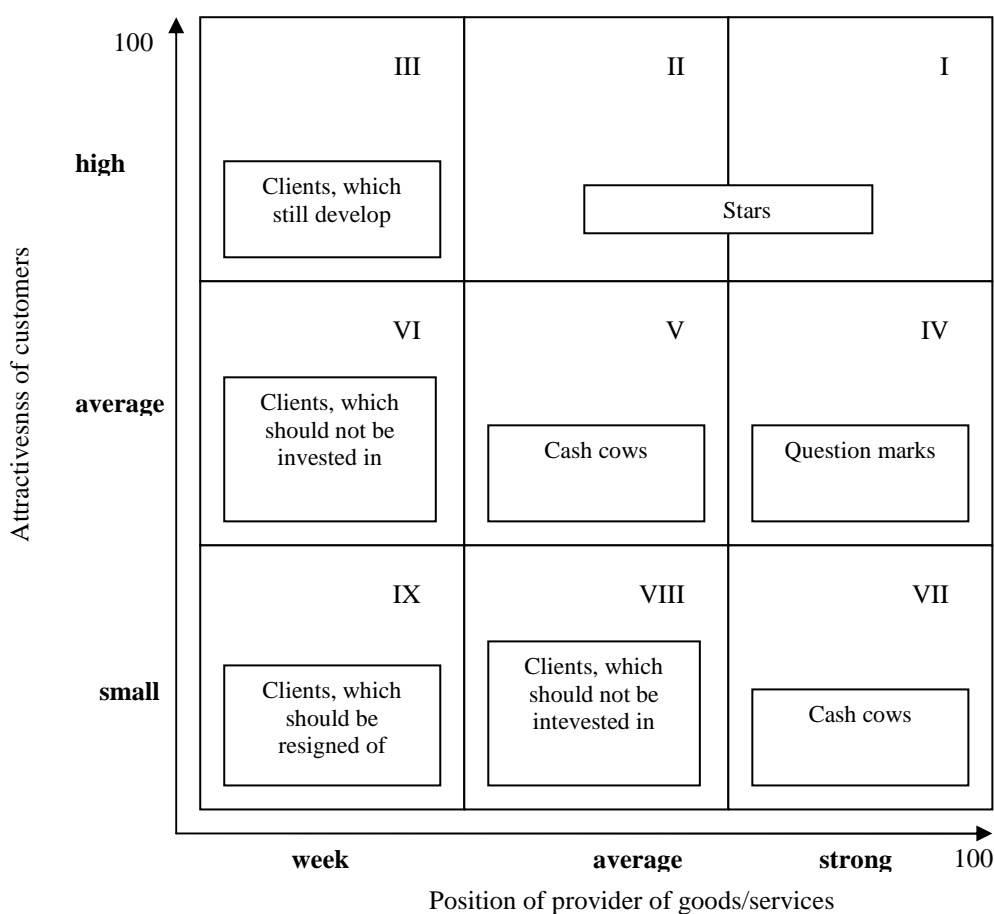 100
III
II
I
high
Clients, which
still develop
Stars
Attractivesnss of customers
VI
V
IV
average
Clients, which
should not be
invested in
Cash cows
Question marks
IX
VIII
VII
small
Clients, which
should be
resigned of
Clients, which
should not be
intevested in
Cash cows
week
average
strong
100
Position of provider of goods/services